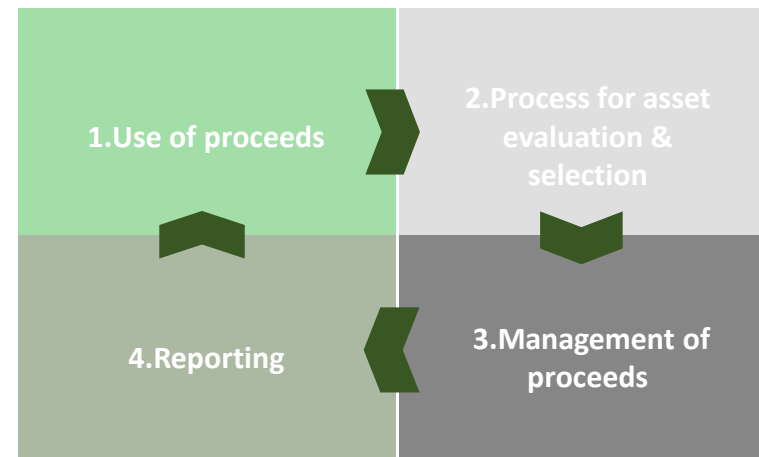 1.Use of proceeds
2.Process for asset
evaluation &
selection
3.Management of
proceeds
4.Reporting